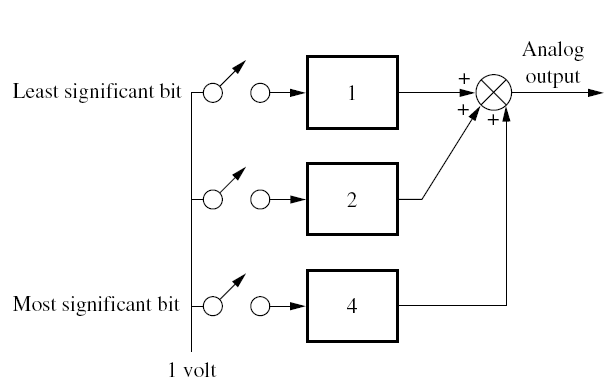 Analog
output
Least significant bit
1
+
+
+
2
Most significant bit
4
1 volt